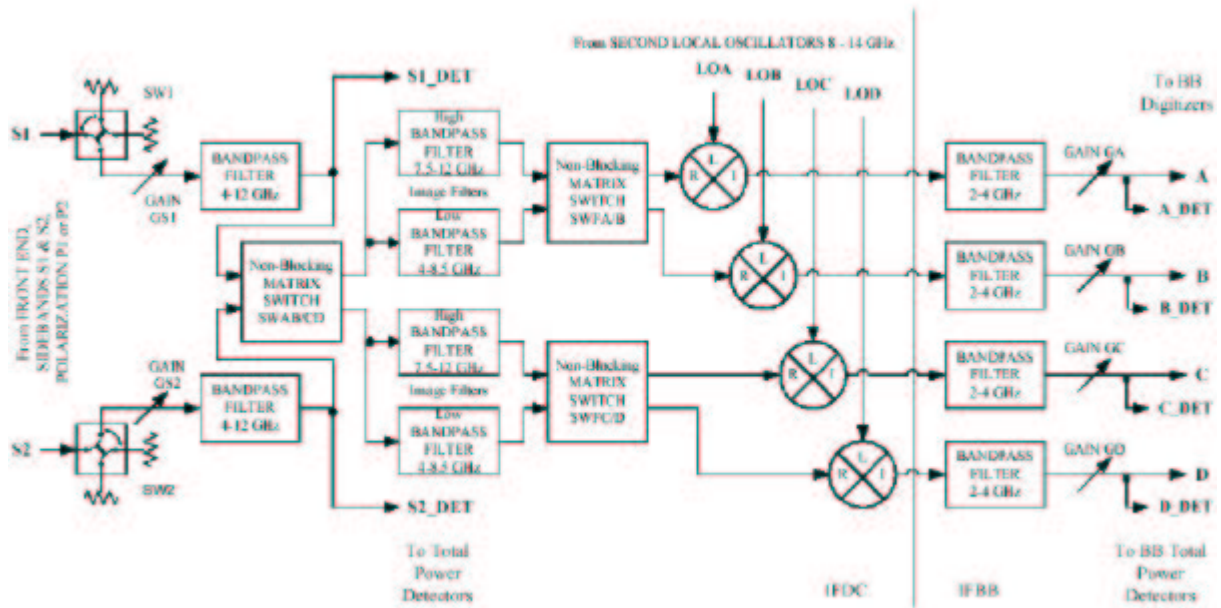 From SECOND LOCAL OSCILLATORS 8 - 14 GHz
LOA
LOB
LOC
LOD
To BB
Digitizers
S1_DET
SW1
S1
GAIN
GS1
BANDPASS
FILTER
4-12 GHz
High
BANDPASS
FILTER
7.5-12 GHz
Image Filters
Low
BANDPASS
FILTER
4-8.5 GHz
Non-Blocking
MATRIX
SWITCH
SWFA/B
L
R
I
BANDPASS
FILTER
2-4 GHz
GAIN GA
A
A_DET
From FRONT END,
SIDEBANDS S1 & S2,
POLARIZATION P1 or P2
Non-Blocking
MATRIX
SWITCH
SWAB/CD
L
R
I
BANDPASS
FILTER
2-4 GHz
GAIN GB
B
B_DET
High
BANDPASS
FILTER
7.5-12 GHz
Image Filters
Low
BANDPASS
FILTER
4-8.5 GHz
Non-Blocking
MATRIX
SWITCH
SWFC/D
L
R
I
BANDPASS
FILTER
2-4 GHz
GAIN GC
C
C_DET
GAIN
GS2
BANDPASS
FILTER
4-12 GHz
S2
SW2
L
R
I
BANDPASS
FILTER
2-4 GHz
GAIN GD
D
D_DET
S2_DET
To Total
Power
Detectors
IFDC
IFBB
To BB Total
Power
Detectors